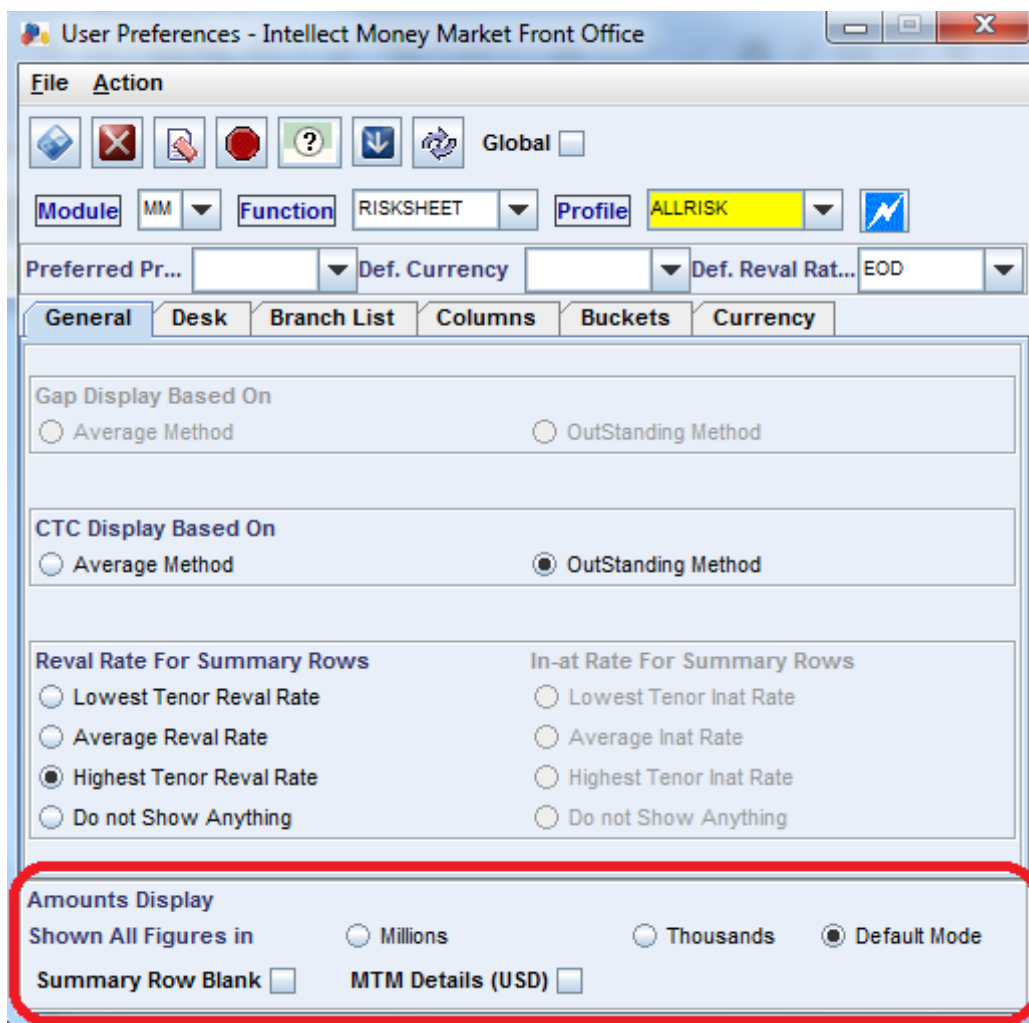 User Preferences - Intellect Money Market Front Office
File Action
? Global
Module MM Function RISKSHEET Profile ALLRISK
Preferred Pr... Def. Currency Def. Reval Rat... EOD
General Desk Branch List Columns Buckets Currency
Gap Display Based On
Average Method OutStanding Method
CTC Display Based On
Average Method OutStanding Method
Reval Rate For Summary Rows In-at Rate For Summary Rows
Lowest Tenor Reval Rate Lowest Tenor Inat Rate
Average Reval Rate Average Inat Rate
Highest Tenor Reval Rate Highest Tenor Inat Rate
Do not Show Anything Do not Show Anything
Amounts Display
Shown All Figures in Millions Thousands Default Mode
Summary Row Blank MTM Details (USD)